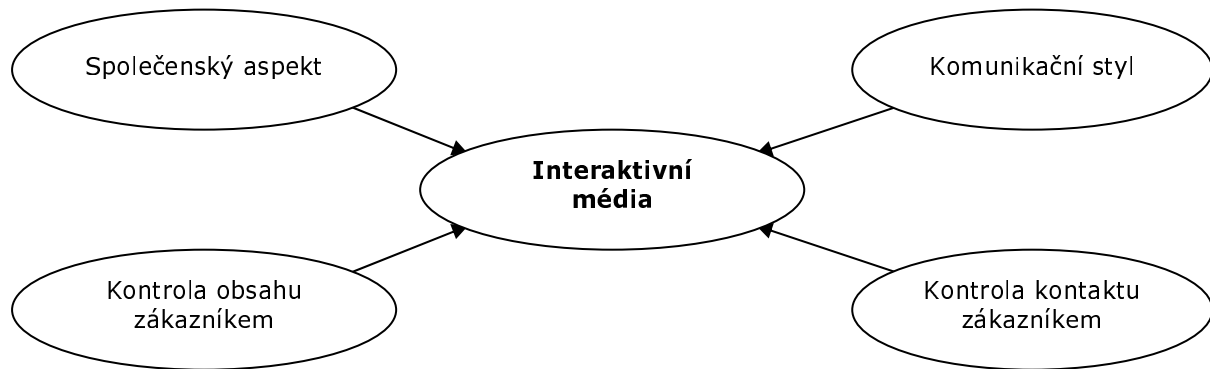 Společenský aspekt
Komunikační styl
Interaktivní
média
Kontrola obsahu
zákazníkem
Kontrola kontaktu
zákazníkem